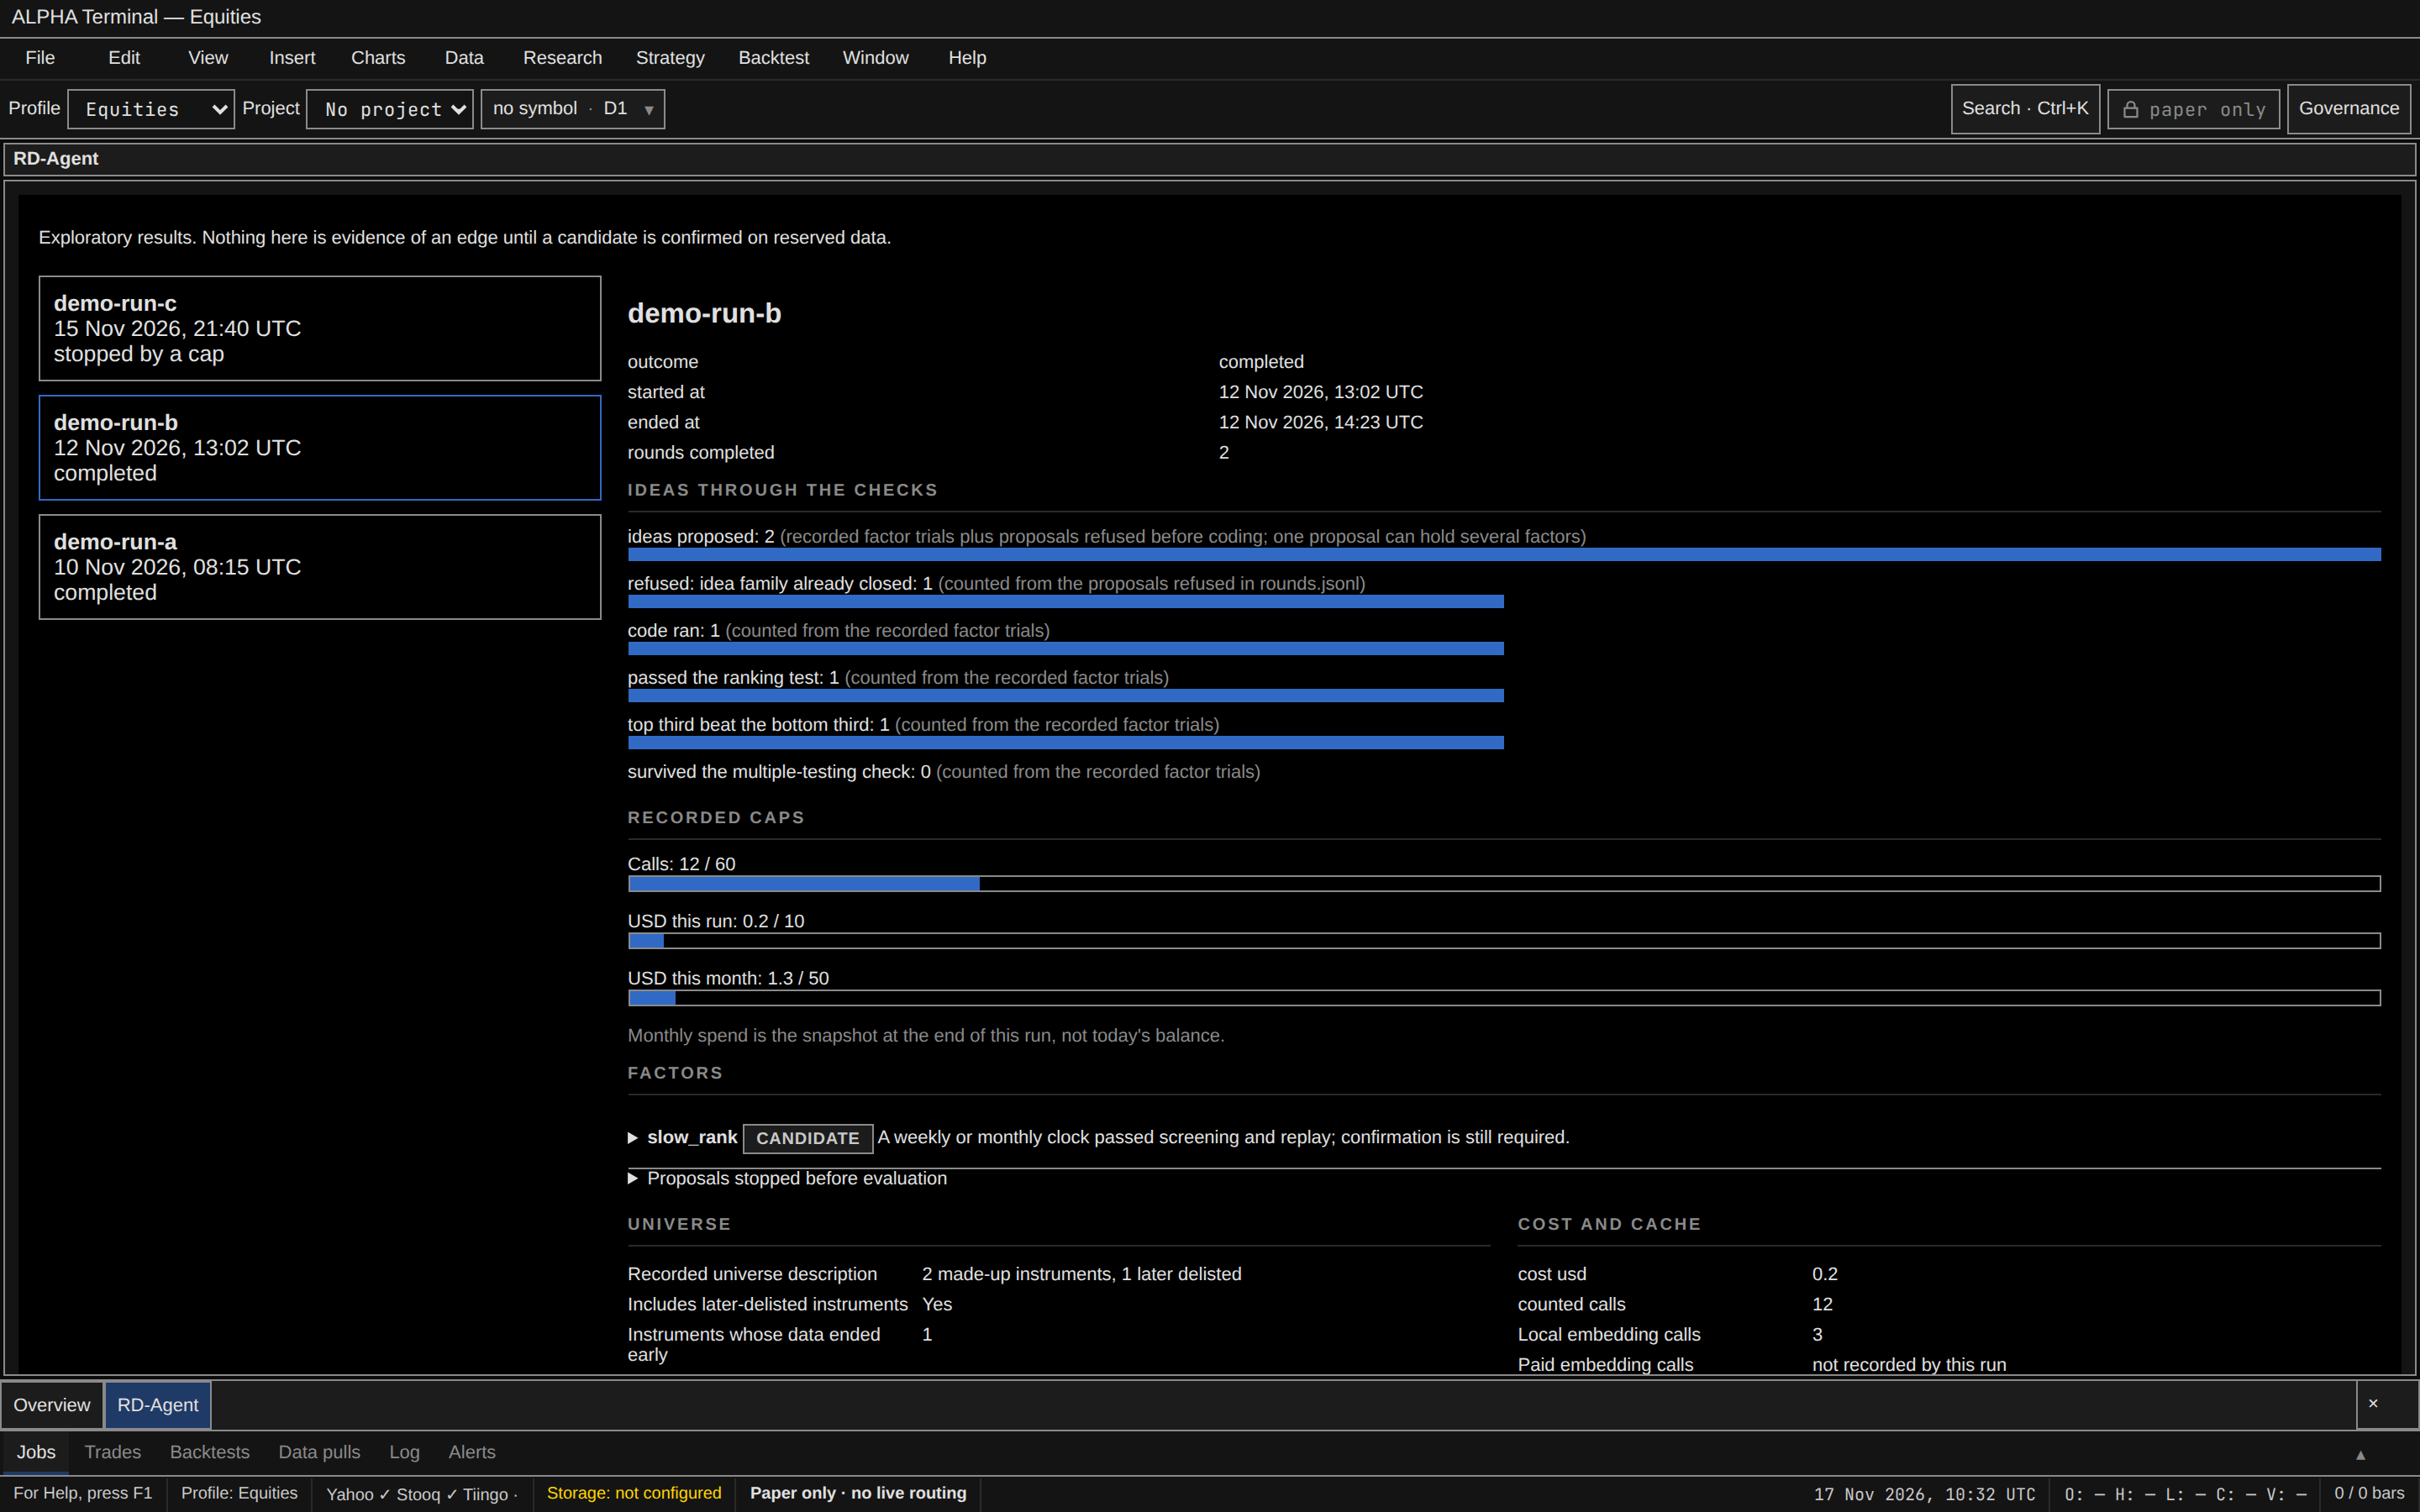 ALPHA Terminal — Equities
File Edit View Insert Charts Data Research Strategy Backtest Window Help
Profile Equities Project No project no symbol · D1 ▾ Search · Ctrl+K paper only Governance
RD-Agent
Exploratory results. Nothing here is evidence of an edge until a candidate is confirmed on reserved data.
demo-run-c
15 Nov 2026, 21:40 UTC
stopped by a cap
demo-run-b
12 Nov 2026, 13:02 UTC
completed
demo-run-a
10 Nov 2026, 08:15 UTC
completed
demo-run-b
outcome completed
started at 12 Nov 2026, 13:02 UTC
ended at 12 Nov 2026, 14:23 UTC
rounds completed 2
IDEAS THROUGH THE CHECKS
ideas proposed: 2 (recorded factor trials plus proposals refused before coding; one proposal can hold several factors)
refused: idea family already closed: 1 (counted from the proposals refused in rounds.jsonl)
code ran: 1 (counted from the recorded factor trials)
passed the ranking test: 1 (counted from the recorded factor trials)
top third beat the bottom third: 1 (counted from the recorded factor trials)
survived the multiple-testing check: 0 (counted from the recorded factor trials)
RECORDED CAPS
Calls: 12 / 60
USD this run: 0.2 / 10
USD this month: 1.3 / 50
Monthly spend is the snapshot at the end of this run, not today's balance.
FACTORS
▶ slow_rank CANDIDATE A weekly or monthly clock passed screening and replay; confirmation is still required.
▶ Proposals stopped before evaluation
UNIVERSE
Recorded universe description 2 made-up instruments, 1 later delisted
Includes later-delisted instruments Yes
Instruments whose data ended 1
early
COST AND CACHE
cost usd 0.2
counted calls 12
Local embedding calls 3
Paid embedding calls not recorded by this run
Overview RD-Agent ×
Jobs Trades Backtests Data pulls Log Alerts ▲
For Help, press F1 Profile: Equities Yahoo ✓ Stooq ✓ Tiingo · Storage: not configured Paper only · no live routing 17 Nov 2026, 10:32 UTC O: — H: — L: — C: — V: — 0 / 0 bars